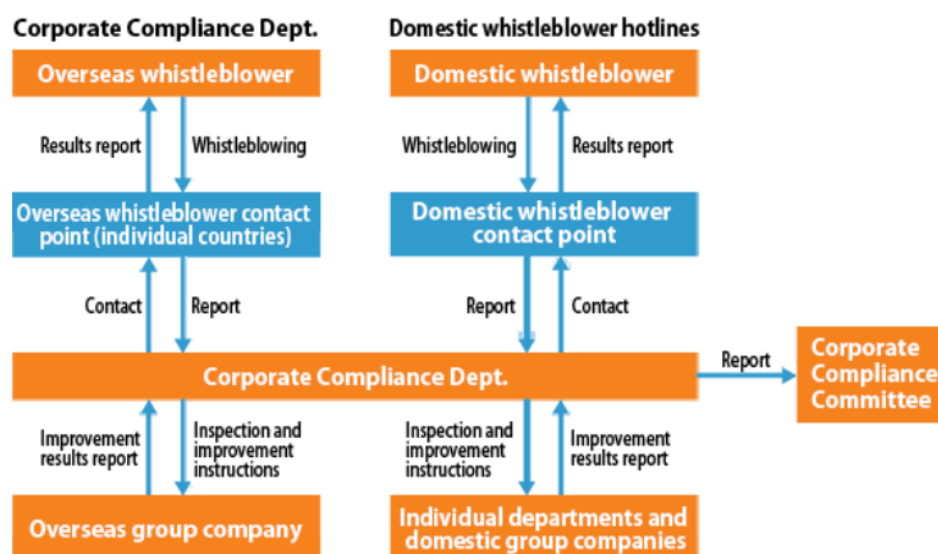 Corporate Compliance Dept.
Domestic whistleblower hotlines
Overseas whistleblower
Domestic whistleblower
Results report
Whistleblowing
Whistleblowing
Results report
Overseas whistleblower contact
point (individual countries)
Domestic whistleblower
contact point
Contact
Report
Report
Contact
Corporate Compliance Dept.
Report
Corporate
Compliance
Committee
Improvement
results report
Inspection and
improvement
instructions
Inspection and
improvement
instructions
Improvement
results report
Overseas group company
Individual departments and
domestic group companies